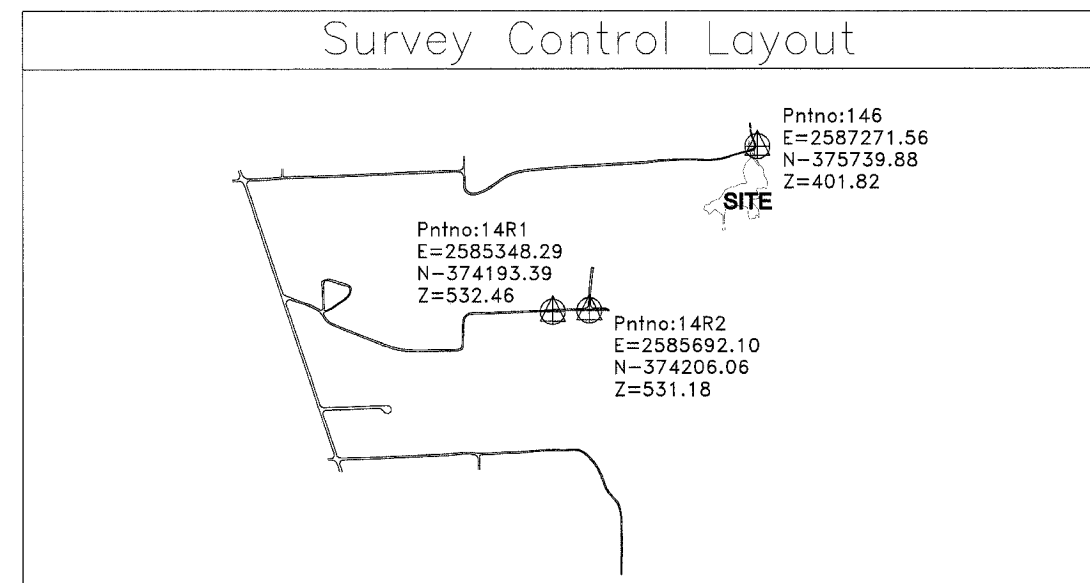 Survey Control Layout
Pntno:146
E=2587271.56
N-375739.88
Z=401.82
SITE
Pntno:14R1
E=2585348.29
N-374193.39
Z=532.46
Pntno:14R2
E=2585692.10
N-374206.06
Z=531.18